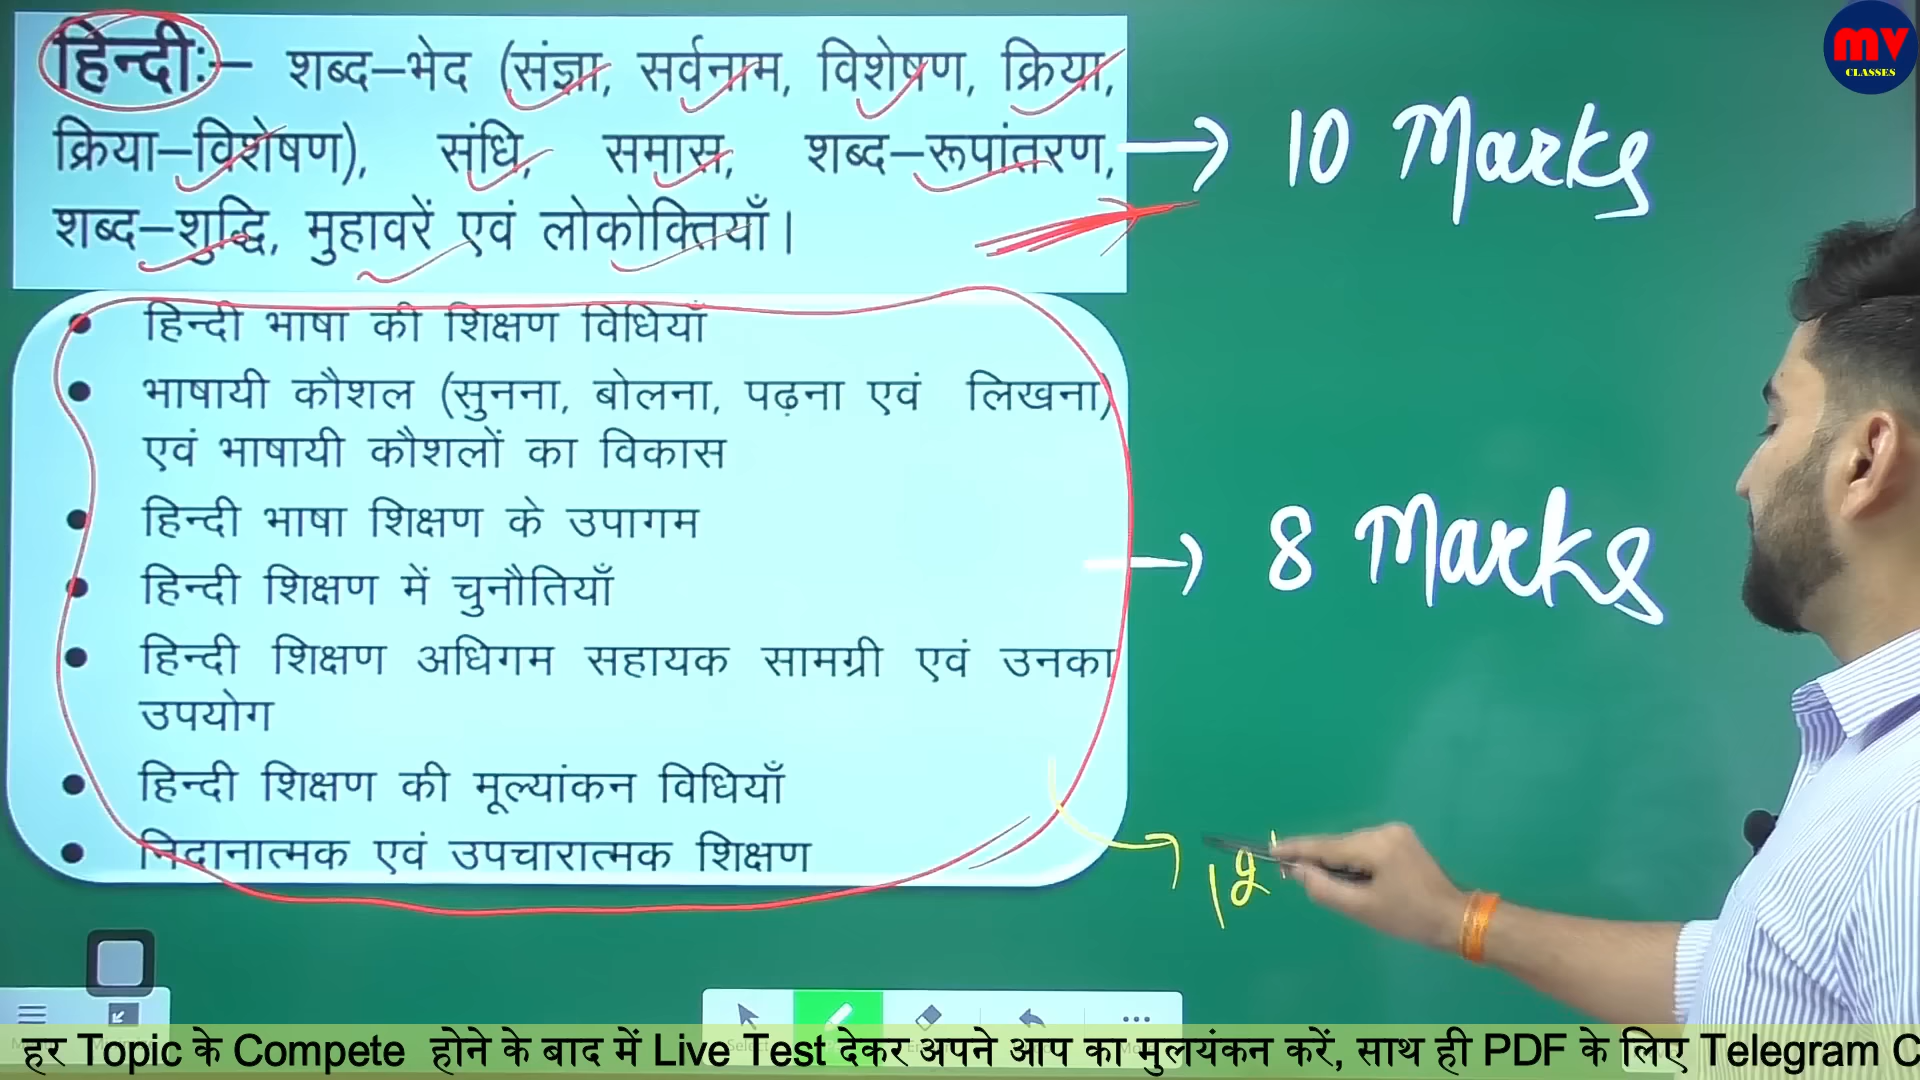 हिन्दीः– शब्द–भेद (संज्ञा, सर्वनाम, विशेषण, क्रिया,
क्रिया–विशेषण), संधि, समास, शब्द–रूपांतरण,
शब्द–शुद्धि, मुहावरें एवं लोकोक्तियाँ।
→ 10 Marks
• हिन्दी भाषा की शिक्षण विधियाँ
• भाषायी कौशल (सुनना, बोलना, पढ़ना एवं लिखना)
एवं भाषायी कौशलों का विकास
• हिन्दी भाषा शिक्षण के उपागम
• हिन्दी शिक्षण में चुनौतियाँ
→ 8 Marks
• हिन्दी शिक्षण अधिगम सहायक सामग्री एवं उनका
उपयोग
• हिन्दी शिक्षण की मूल्यांकन विधियाँ
• निदानात्मक एवं उपचारात्मक शिक्षण
mv
CLASSES
हर Topic के Compete होने के बाद में Live Test देकर अपने आप का मुलयंकन करें, साथ ही PDF के लिए Telegram C